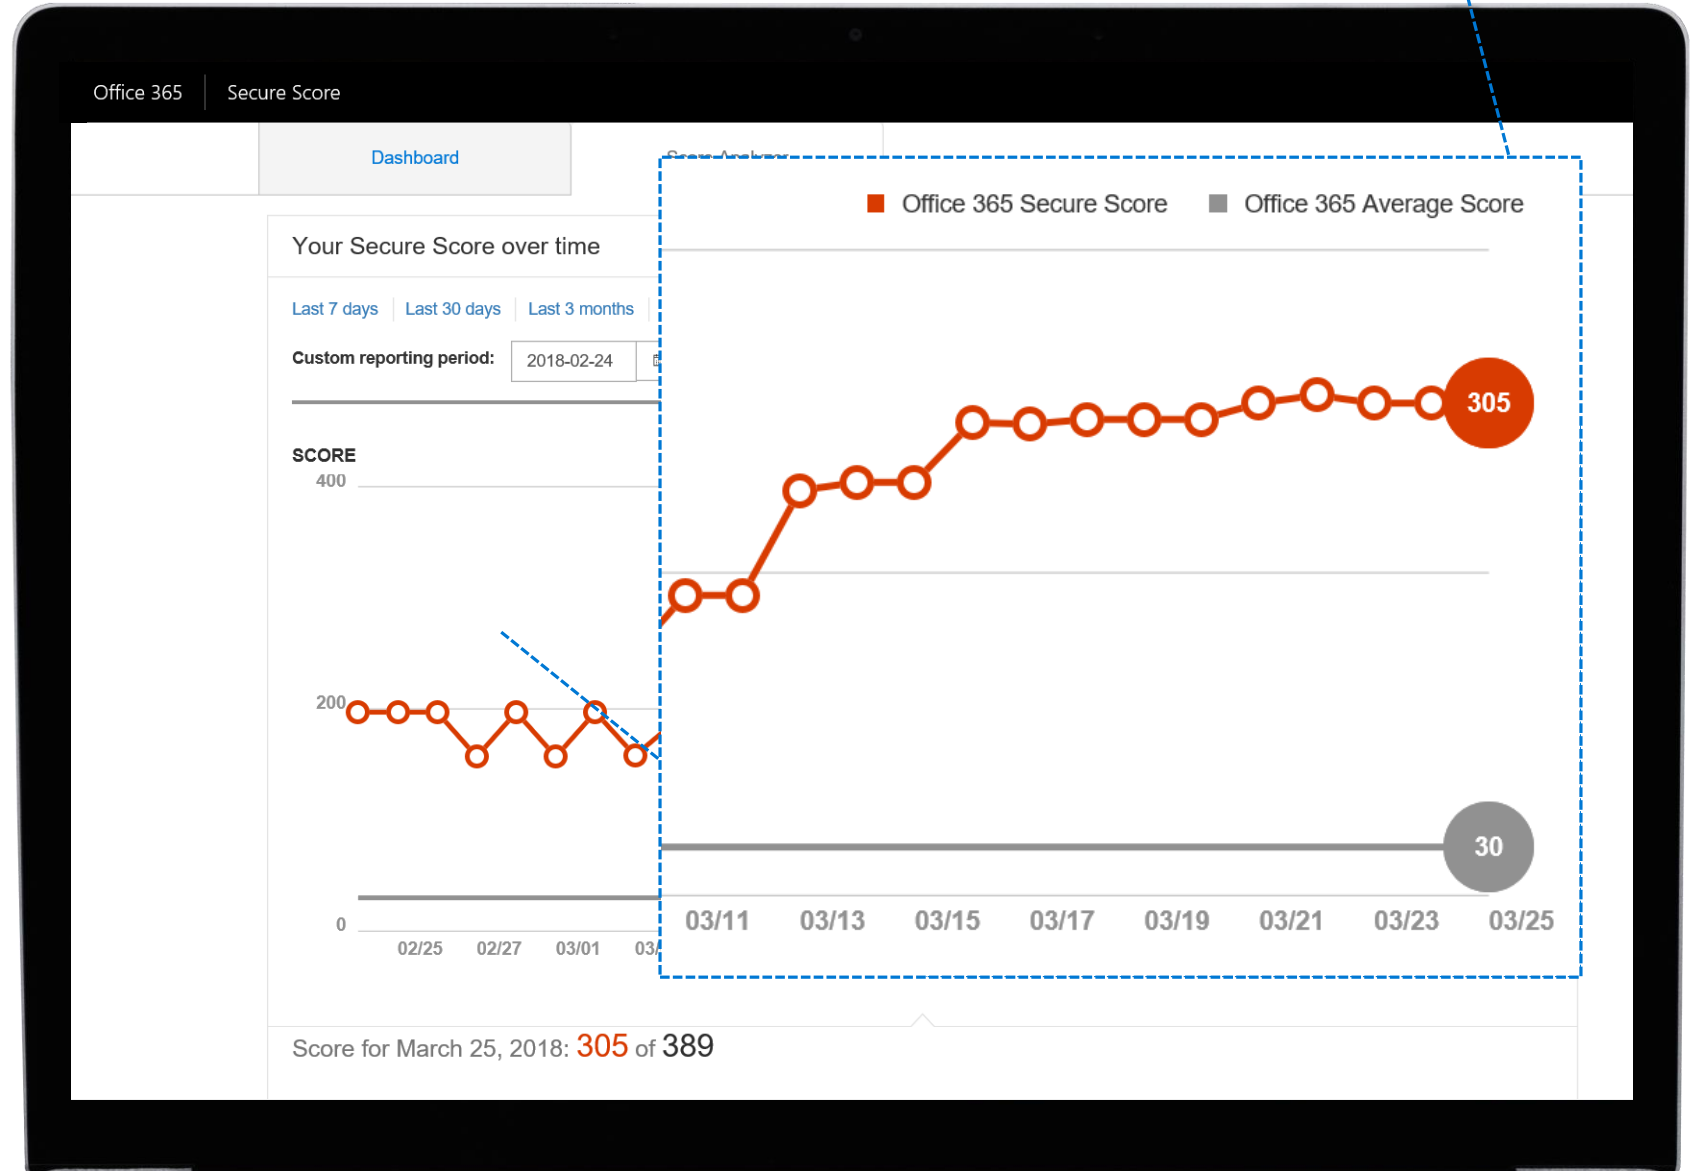 Office 365 Secure Score
Dashboard Score Analyzer
Your Secure Score over time
Last 7 days Last 30 days Last 3 months
Custom reporting period: 2018-02-24
SCORE
400
200
0
02/25 02/27 03/01 03/
Office 365 Secure Score Office 365 Average Score
305
30
03/11 03/13 03/15 03/17 03/19 03/21 03/23 03/25
Score for March 25, 2018: 305 of 389